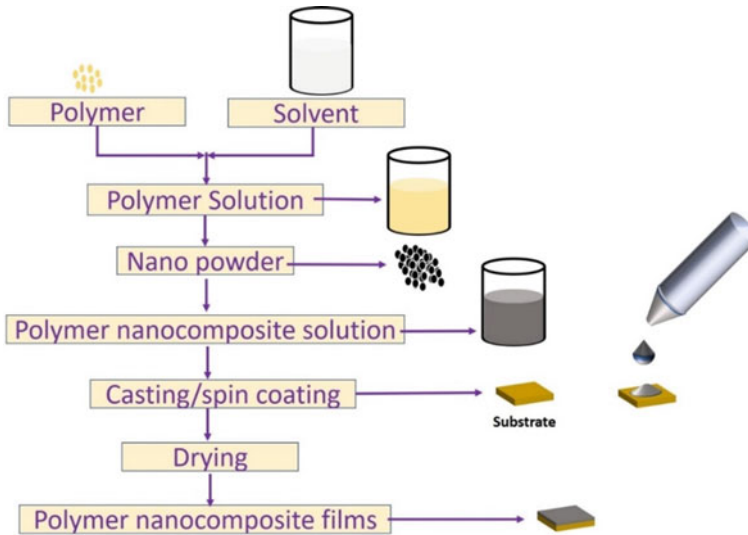 Polymer
Solvent
Polymer Solution
Nano powder
Polymer nanocomposite solution
Casting/spin coating
Substrate
Drying
Polymer nanocomposite films